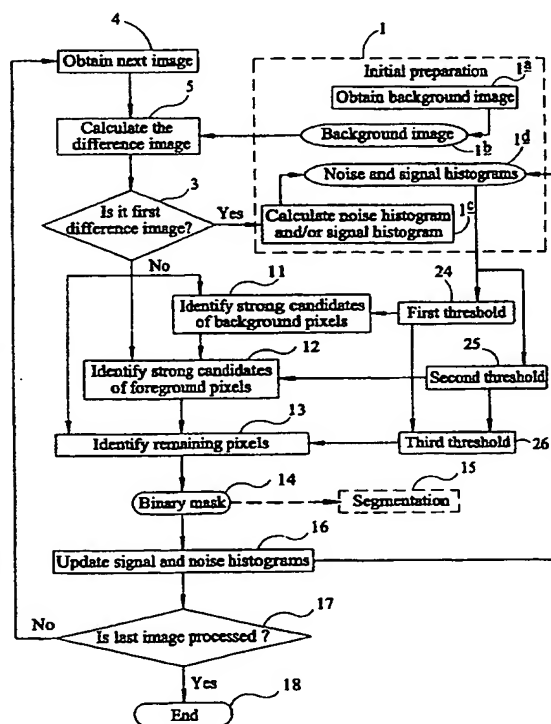 4
1
Obtain next image
Initial preparation
1a
Obtain background image
5
Calculate the
difference image
Background image
1b
1d
Noise and signal histograms
3
Is it first
difference image?
Yes
Calculate noise histogram
and/or signal histogram
1c
No
11
Identify strong candidates
of background pixels
24
First threshold
12
Identify strong candidates
of foreground pixels
25
Second threshold
13
Identify remaining pixels
Third threshold
26
14
Binary mask
15
Segmentation
16
Update signal and noise histograms
No
17
Is last image processed ?
Yes
18
End